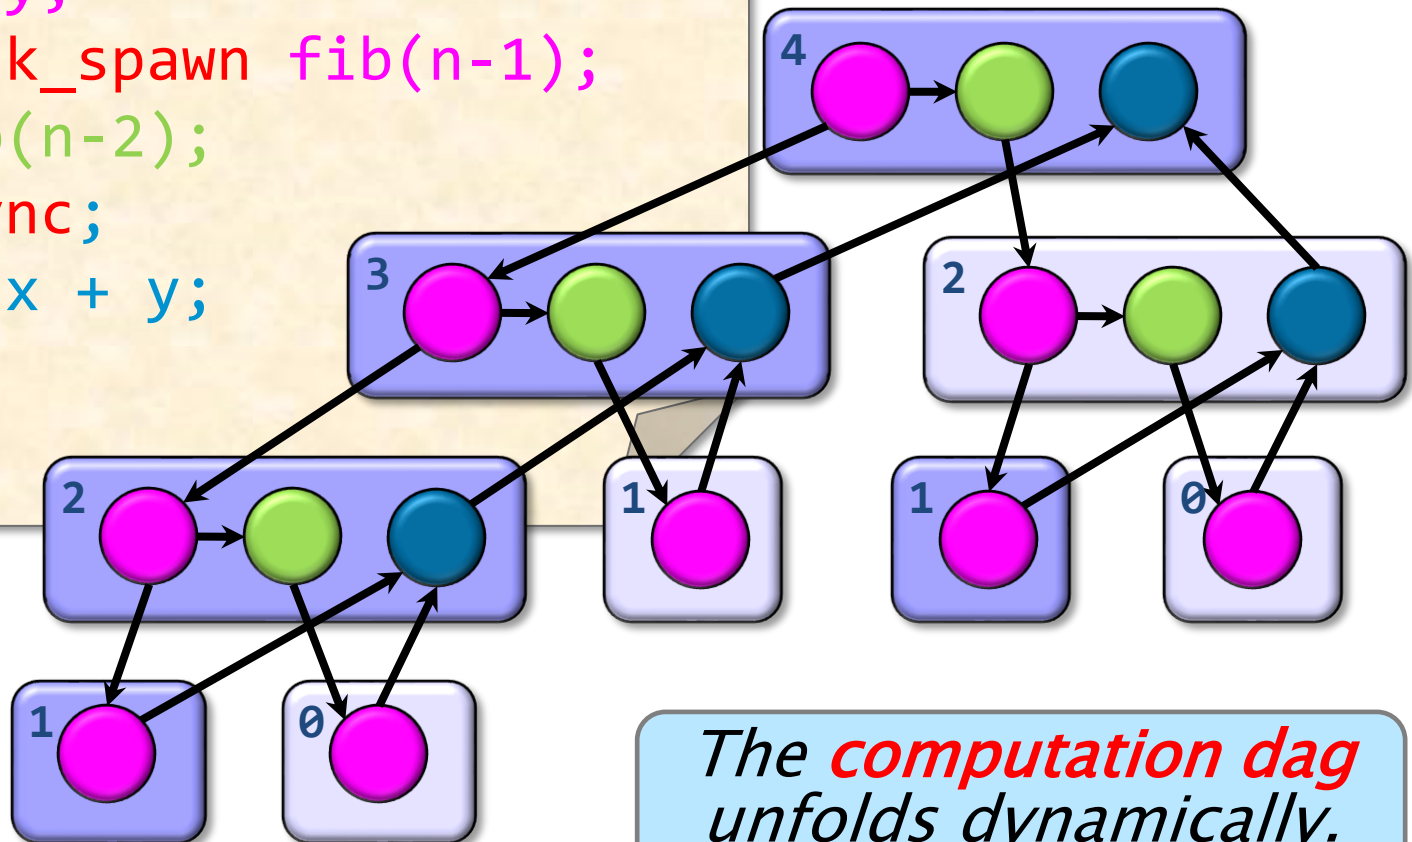 y;
k_spawn fib(n-1);
(n-2);
nc;
x + y;
4
3
2
2
1
1
0
1
0
The computation dag
unfolds dynamically.